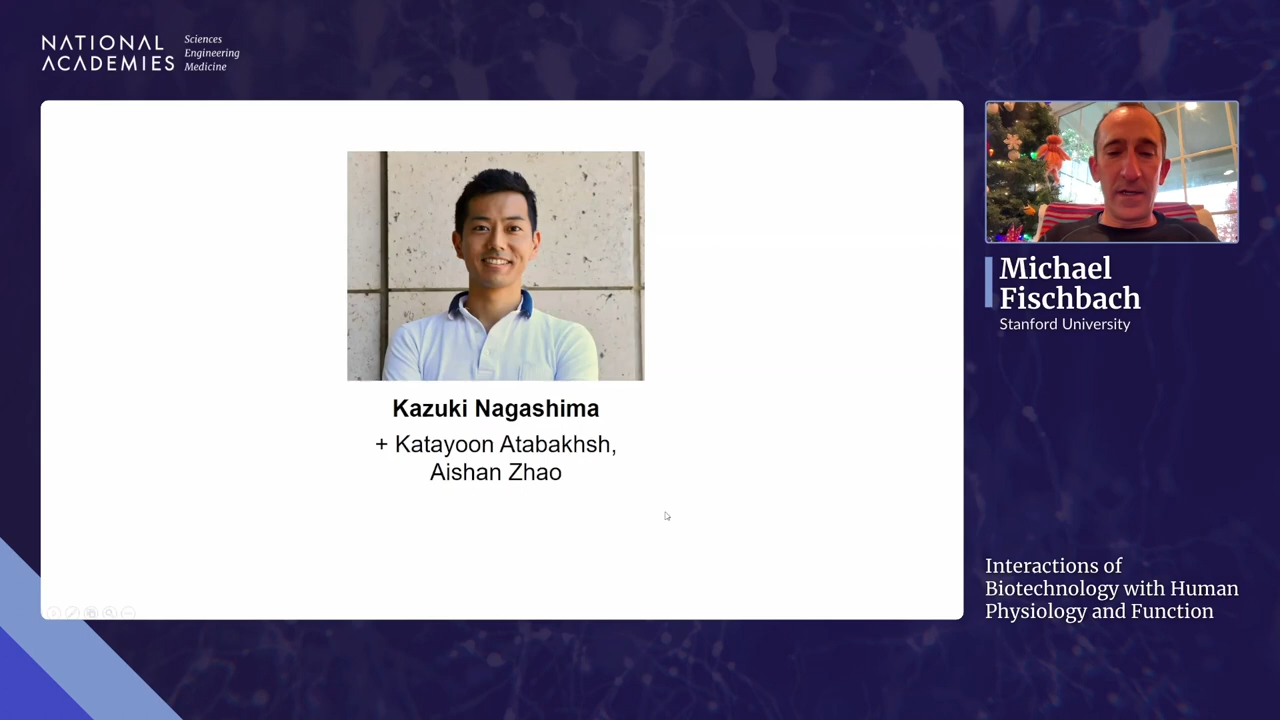 NATIONAL
ACADEMIES
Sciences
Engineering
Medicine
Kazuki Nagashima
+ Katayoon Atabakhsh,
Aishan Zhao
Michael
Fischbach
Stanford University
Interactions of
Biotechnology with Human
Physiology and Function